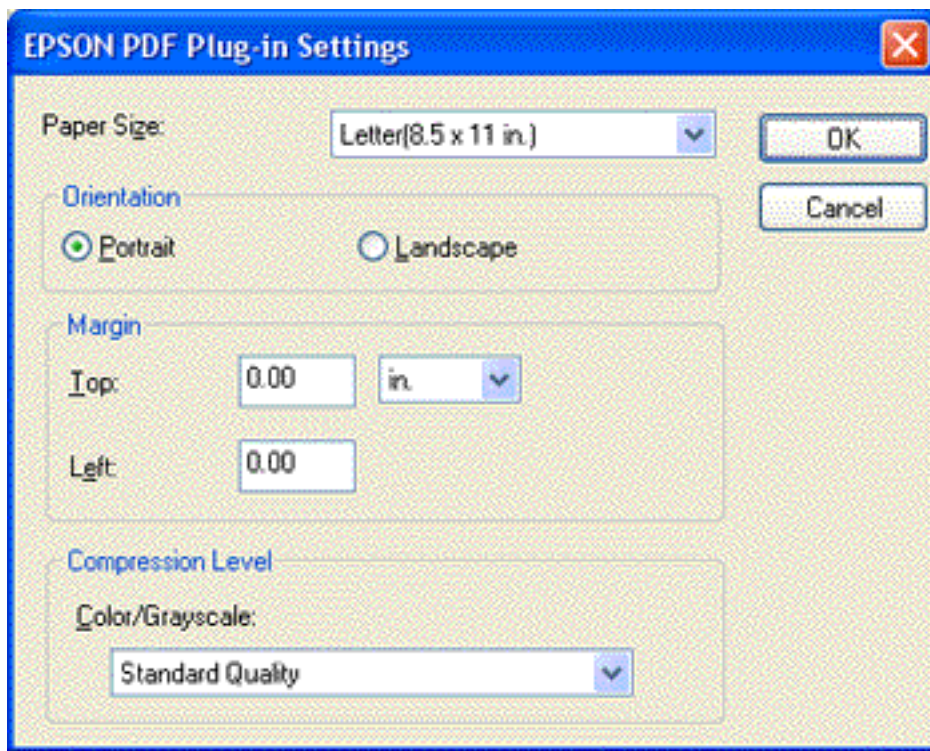 EPSON PDF Plug-in Settings
Paper Size:
Letter(8.5 x 11 in.)
OK
Cancel
Orientation
Portrait
Landscape
Margin
Top:
0.00
in.
Left:
0.00
Compression Level
Color/Grayscale:
Standard Quality